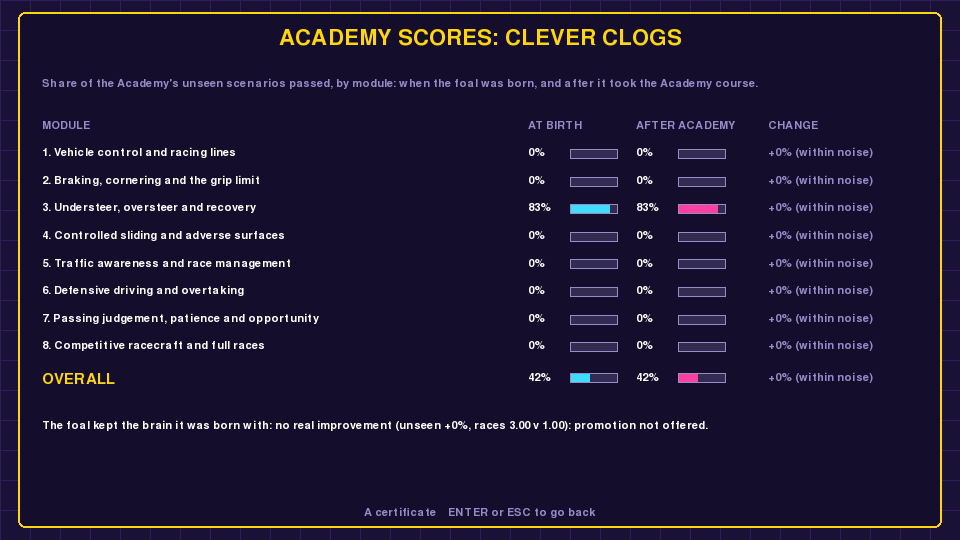 ACADEMY SCORES: CLEVER CLOGS
Share of the Academy's unseen scenarios passed, by module: when the foal was born, and after it took the Academy course.
MODULE AT BIRTH AFTER ACADEMY CHANGE
1. Vehicle control and racing lines 0% 0% +0% (within noise)
2. Braking, cornering and the grip limit 0% 0% +0% (within noise)
3. Understeer, oversteer and recovery 83% 83% +0% (within noise)
4. Controlled sliding and adverse surfaces 0% 0% +0% (within noise)
5. Traffic awareness and race management 0% 0% +0% (within noise)
6. Defensive driving and overtaking 0% 0% +0% (within noise)
7. Passing judgement, patience and opportunity 0% 0% +0% (within noise)
8. Competitive racecraft and full races 0% 0% +0% (within noise)
OVERALL 42% 42% +0% (within noise)
The foal kept the brain it was born with: no real improvement (unseen +0%, races 3.00 v 1.00): promotion not offered.
A certificate ENTER or ESC to go back